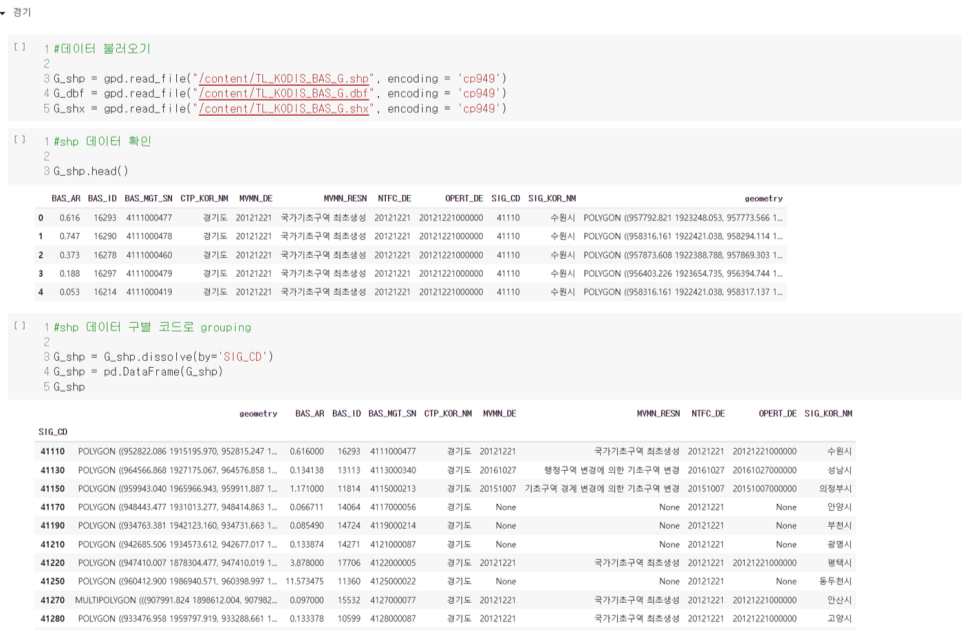 경기
[ ] 1 #데이터 불러오기
2
3 G_shp = gpd.read_file("/content/TL_KODIS_BAS_G.shp", encoding = 'cp949')
4 G_dbf = gpd.read_file("/content/TL_KODIS_BAS_G.dbf", encoding = 'cp949')
5 G_shx = gpd.read_file("/content/TL_KODIS_BAS_G.shx", encoding = 'cp949')
[ ] 1 #shp 데이터 확인
2
3 G_shp.head()
BAS_AR BAS_ID BAS_MGT_SN CTP_KOR_NM MVMN_DE MVMN_RESN NTFC_DE OPERT_DE SIG_CD SIG_KOR_NM geometry
0 0.616 16293 4111000477 경기도 20121221 국가기초구역 최초생성 20121221 20121221000000 41110 수원시 POLYGON ((957792.821 1923248.053, 957773.566 1...
1 0.747 16290 4111000478 경기도 20121221 국가기초구역 최초생성 20121221 20121221000000 41110 수원시 POLYGON ((958316.161 1922421.038, 958294.114 1...
2 0.373 16278 4111000460 경기도 20121221 국가기초구역 최초생성 20121221 20121221000000 41110 수원시 POLYGON ((957873.608 1922388.788, 957869.303 1...
3 0.188 16297 4111000479 경기도 20121221 국가기초구역 최초생성 20121221 20121221000000 41110 수원시 POLYGON ((956403.226 1923654.735, 956394.744 1...
4 0.053 16214 4111000419 경기도 20121221 국가기초구역 최초생성 20121221 20121221000000 41110 수원시 POLYGON ((958316.161 1922421.038, 958317.137 1...
[ ] 1 #shp 데이터 구별 코드로 grouping
2
3 G_shp = G_shp.dissolve(by='SIG_CD')
4 G_shp = pd.DataFrame(G_shp)
5 G_shp
geometry BAS_AR BAS_ID BAS_MGT_SN CTP_KOR_NM MVMN_DE MVMN_RESN NTFC_DE OPERT_DE SIG_KOR_NM
SIG_CD
41110 POLYGON ((952822.086 1915195.970, 952815.247 1... 0.616000 16293 4111000477 경기도 20121221 국가기초구역 최초생성 20121221 20121221000000 수원시
41130 POLYGON ((964566.868 1927175.067, 964576.858 1... 0.134138 13113 4113000340 경기도 20161027 행정구역 변경에 의한 기초구역 변경 20161027 20161027000000 성남시
41150 POLYGON ((959943.040 1965966.943, 959911.887 1... 1.171000 11814 4115000213 경기도 20151007 기초구역 경계 변경에 의한 기초구역 변경 20151007 20151007000000 의정부시
41170 POLYGON ((948443.477 1931013.277, 948414.863 1... 0.066711 14064 4117000056 경기도 None None 20121221 None 안양시
41190 POLYGON ((934763.381 1942123.160, 934731.663 1... 0.085490 14724 4119000214 경기도 None None 20121221 None 부천시
41210 POLYGON ((942685.506 1934573.612, 942677.017 1... 0.133874 14271 4121000087 경기도 None None 20121221 None 광명시
41220 POLYGON ((947410.007 1878304.477, 947410.019 1... 3.878000 17706 4122000005 경기도 20121221 국가기초구역 최초생성 20121221 20121221000000 평택시
41250 POLYGON ((960412.900 1986940.571, 960398.997 1... 11.573475 11360 4125000022 경기도 None None 20121221 None 동두천시
41270 MULTIPOLYGON (((907991.824 1898612.004, 907982... 0.097000 15532 4127000077 경기도 20121221 국가기초구역 최초생성 20121221 20121221000000 안산시
41280 POLYGON ((933476.958 1959797.919, 933288.661 1... 0.133378 10599 4128000087 경기도 20121221 국가기초구역 최초생성 20121221 20121221000000 고양시